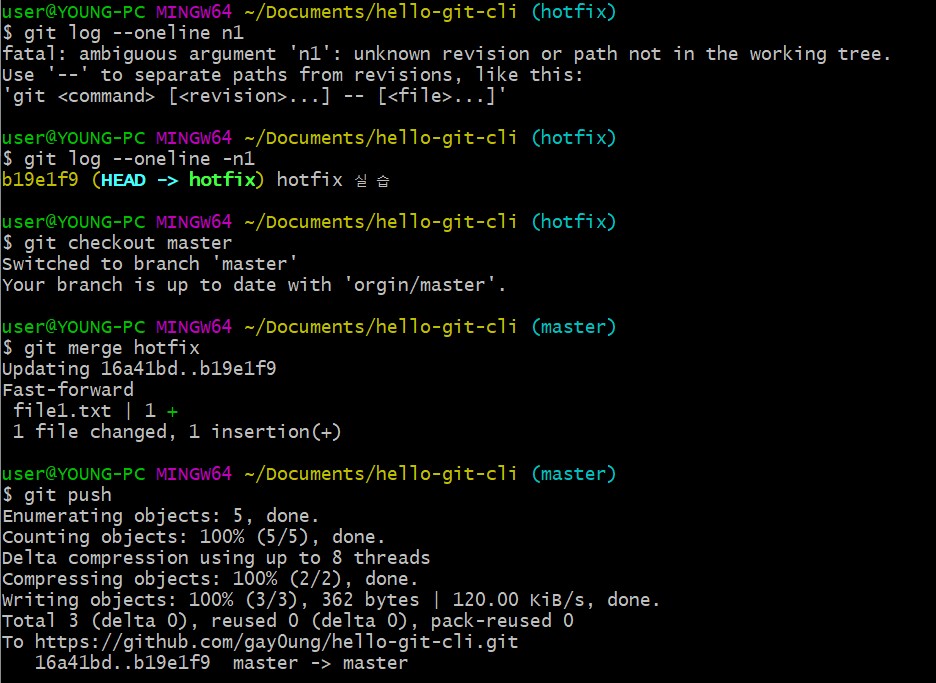 user@YOUNG-PC MINGW64 ~/Documents/hello-git-cli (hotfix)
$ git log --oneline n1
fatal: ambiguous argument 'n1': unknown revision or path not in the working tree.
Use '--' to separate paths from revisions, like this:
'git <command> [<revision>...] -- [<file>...]'
user@YOUNG-PC MINGW64 ~/Documents/hello-git-cli (hotfix)
$ git log --oneline -n1
b19e1f9 (HEAD -> hotfix) hotfix 실 습
user@YOUNG-PC MINGW64 ~/Documents/hello-git-cli (hotfix)
$ git checkout master
Switched to branch 'master'
Your branch is up to date with 'orgin/master'.
user@YOUNG-PC MINGW64 ~/Documents/hello-git-cli (master)
$ git merge hotfix
Updating 16a41bd..b19e1f9
Fast-forward
 file1.txt | 1 +
 1 file changed, 1 insertion(+)
user@YOUNG-PC MINGW64 ~/Documents/hello-git-cli (master)
$ git push
Enumerating objects: 5, done.
Counting objects: 100% (5/5), done.
Delta compression using up to 8 threads
Compressing objects: 100% (2/2), done.
Writing objects: 100% (3/3), 362 bytes | 120.00 KiB/s, done.
Total 3 (delta 0), reused 0 (delta 0), pack-reused 0
To https://github.com/gay0ung/hello-git-cli.git
   16a41bd..b19e1f9  master -> master